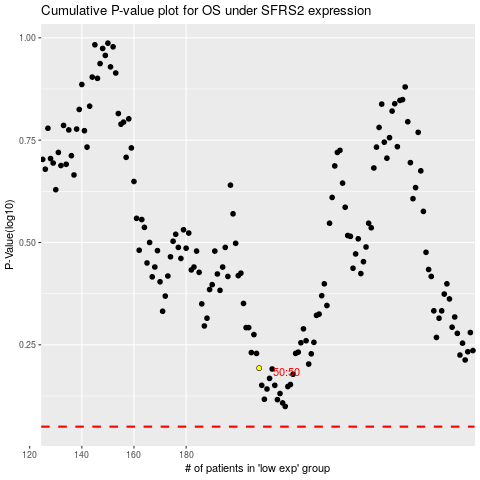 Cumulative P-value plot for OS under SFRS2 expression
P-Value(log10)
1.00
0.75
0.50
0.25
50:50
120 140 160 180
# of patients in 'low exp' group